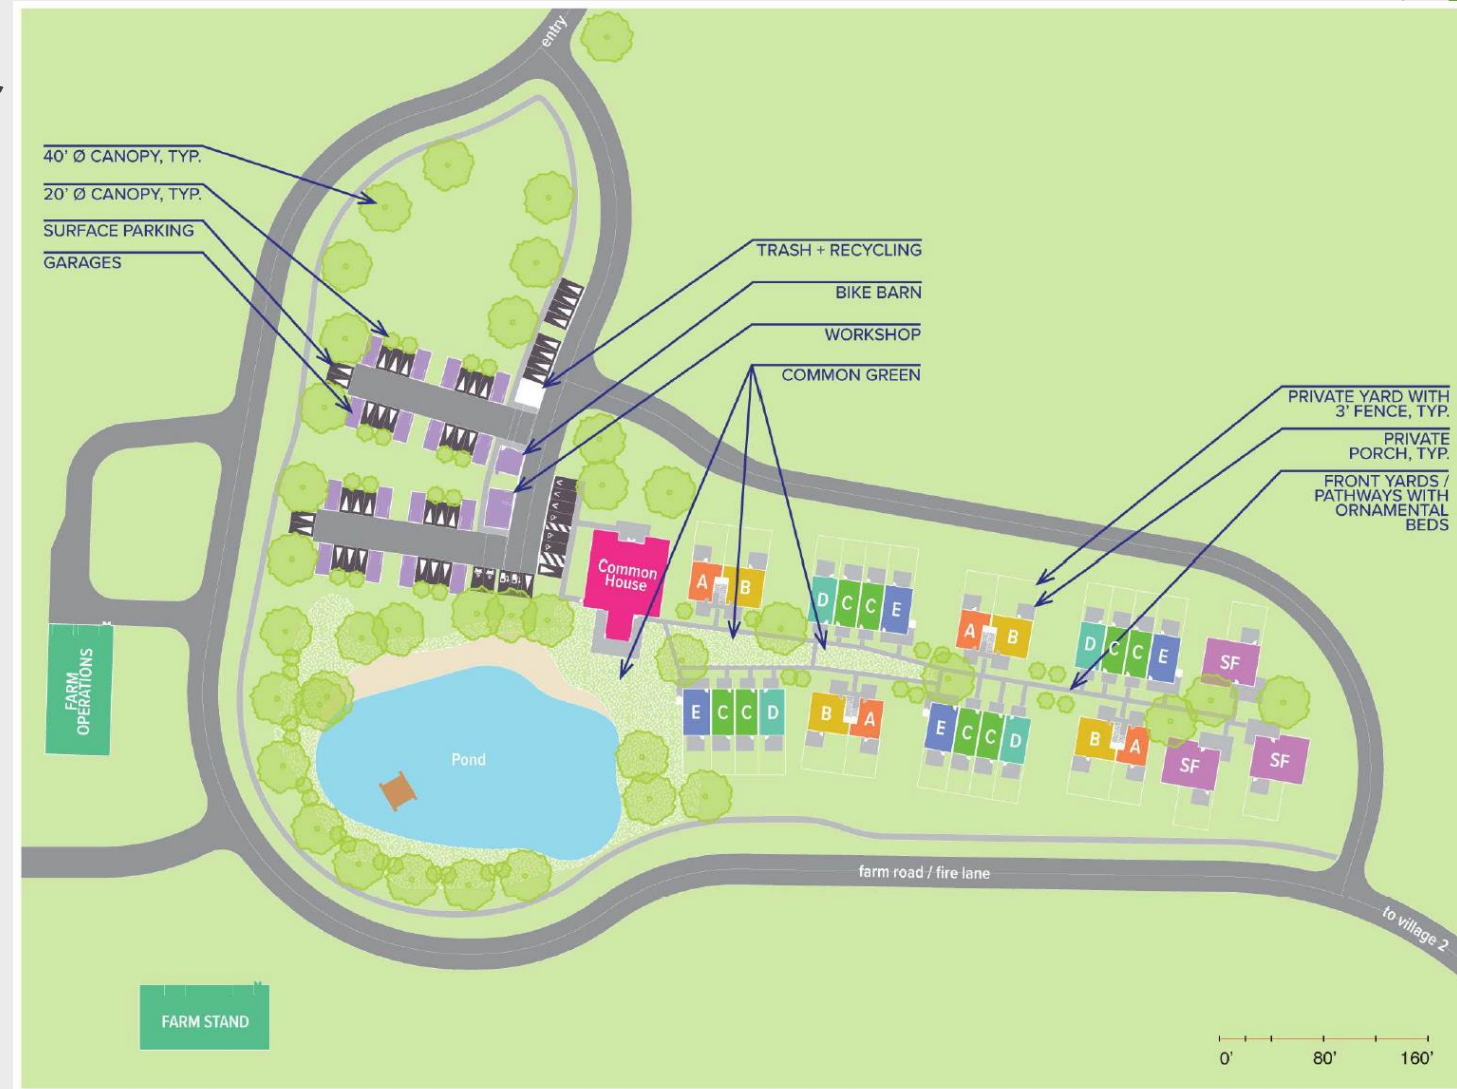 entry
40' Ø CANOPY, TYP.
20' Ø CANOPY, TYP.
SURFACE PARKING
GARAGES
TRASH + RECYCLING
BIKE BARN
WORKSHOP
COMMON GREEN
PRIVATE YARD WITH
3' FENCE, TYP.
PRIVATE
PORCH, TYP.
FRONT YARDS /
PATHWAYS WITH
ORNAMENTAL
BEDS
Common
House
A B
D C C E
A B
D C C E
SF
E C C D
B A
E C C D
B A
SF
SF
FARM
OPERATIONS
Pond
farm road / fire lane
to village 2
FARM STAND
0' 80' 160'